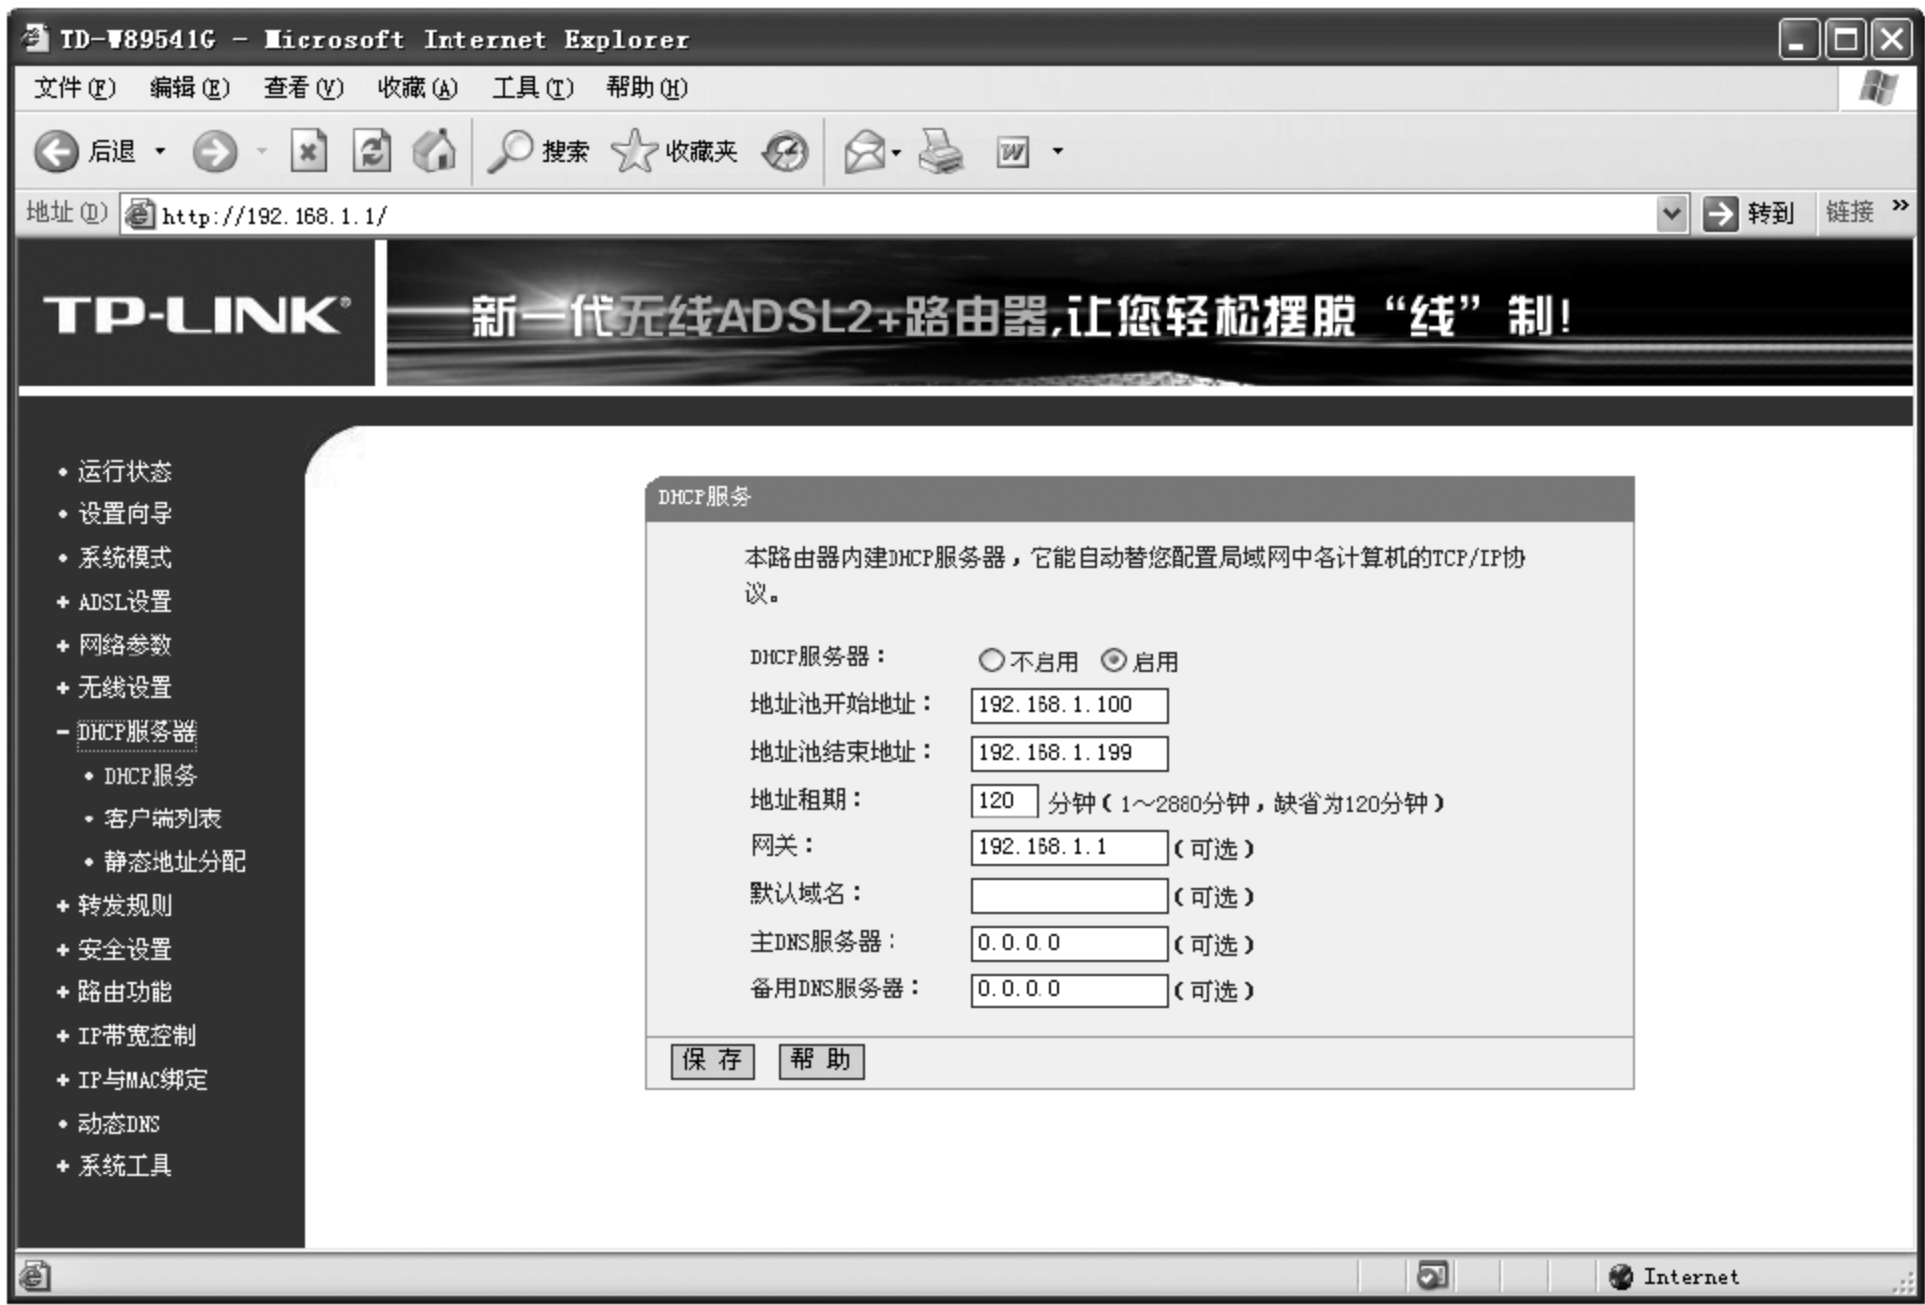 TD-W89541G - Microsoft Internet Explorer
文件(F) 编辑(E) 查看(V) 收藏(A) 工具(T) 帮助(H)
后退 搜索 收藏夹
地址(D) http://192.168.1.1/ 转到 链接 »
TP-LINK® 新一代无线ADSL2+路由器,让您轻松摆脱“线”制!
• 运行状态
• 设置向导
• 系统模式
+ ADSL设置
+ 网络参数
+ 无线设置
- DHCP服务器
• DHCP服务
• 客户端列表
• 静态地址分配
+ 转发规则
+ 安全设置
+ 路由功能
+ IP带宽控制
+ IP与MAC绑定
• 动态DNS
+ 系统工具
DHCP服务
本路由器内建DHCP服务器，它能自动替您配置局域网中各计算机的TCP/IP协
议。
DHCP服务器： 不启用 启用
地址池开始地址： 192.168.1.100
地址池结束地址： 192.168.1.199
地址租期： 120 分钟（1～2880分钟，缺省为120分钟）
网关： 192.168.1.1 （可选）
默认域名： （可选）
主DNS服务器： 0.0.0.0 （可选）
备用DNS服务器： 0.0.0.0 （可选）
保 存 帮 助
Internet